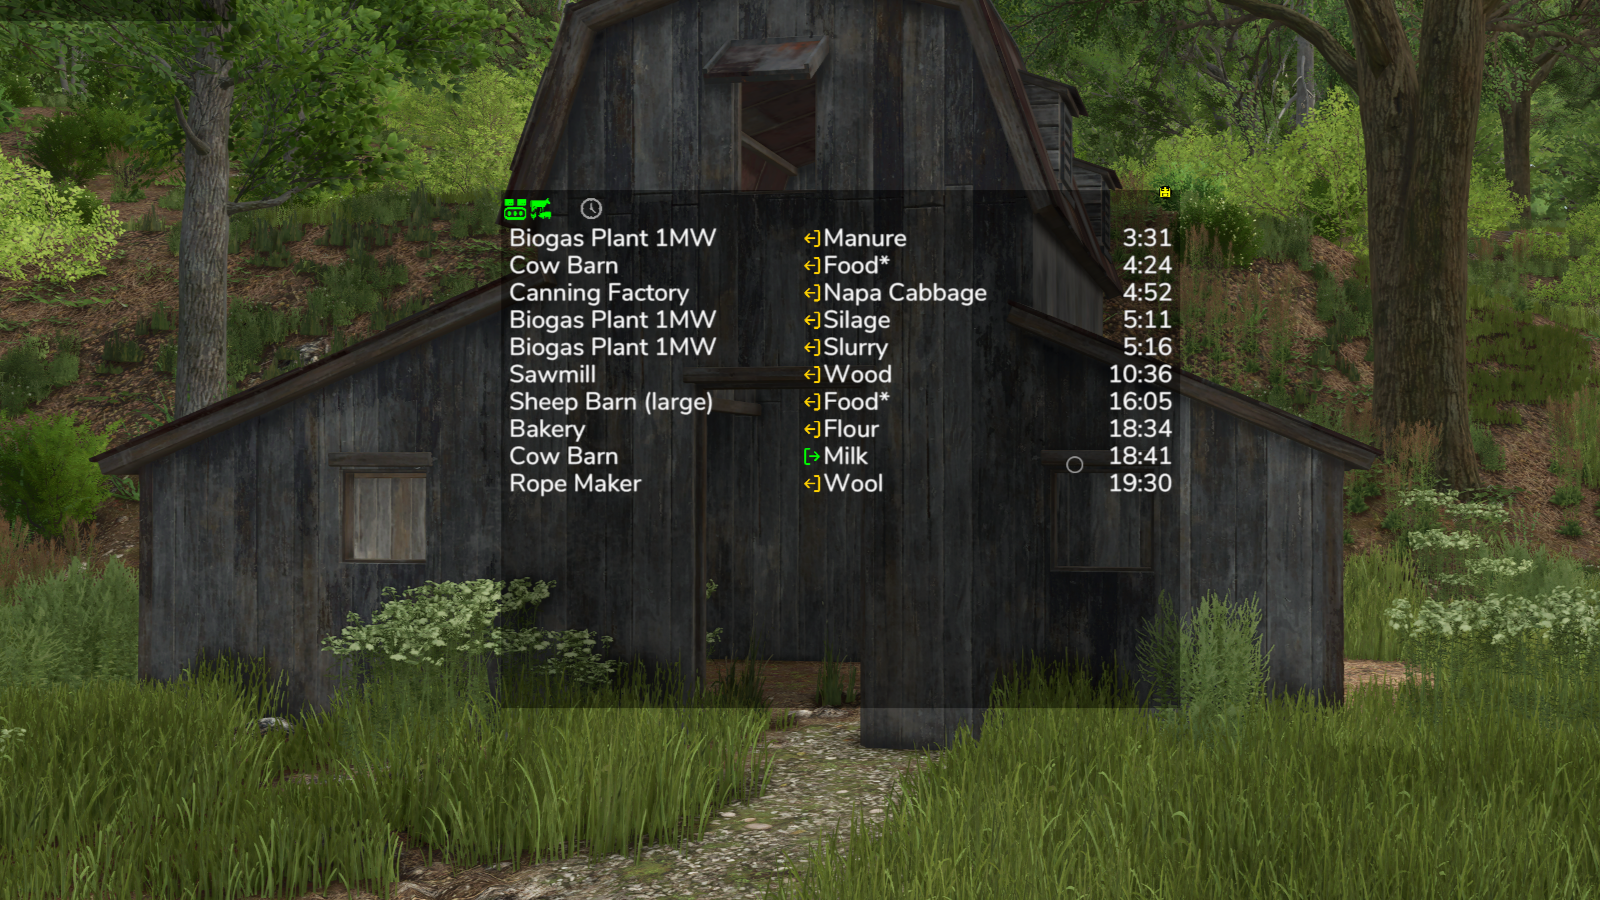 Biogas Plant 1MW Manure 3:31
Cow Barn Food* 4:24
Canning Factory Napa Cabbage 4:52
Biogas Plant 1MW Silage 5:11
Biogas Plant 1MW Slurry 5:16
Sawmill Wood 10:36
Sheep Barn (large) Food* 16:05
Bakery Flour 18:34
Cow Barn Milk 18:41
Rope Maker Wool 19:30